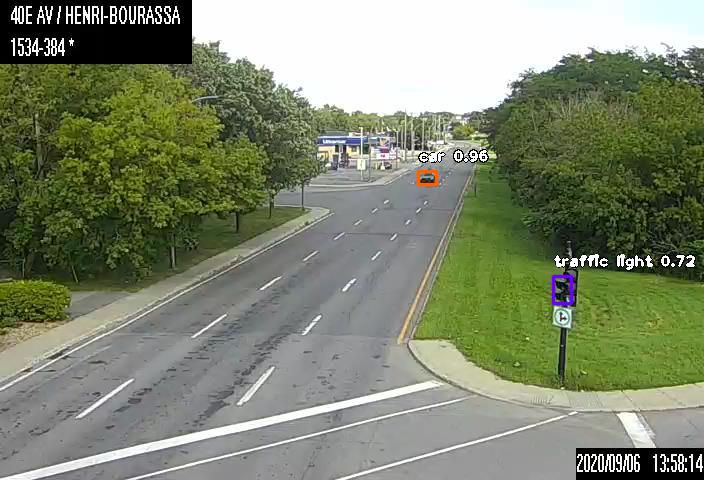 40E AV / HENRI-BOURASSA
1534-384 *
car 0.96
traffic light 0.72
2020/09/06 13:58:14